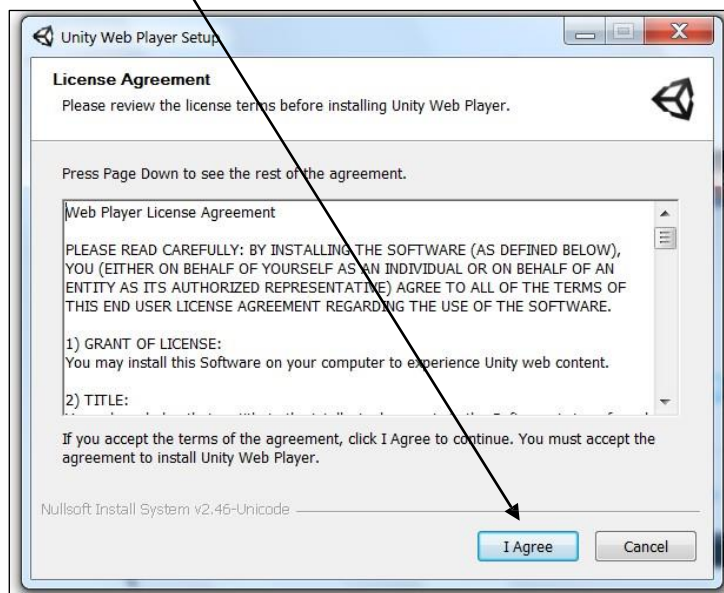 Unity Web Player Setup
License Agreement
Please review the license terms before installing Unity Web Player.
Press Page Down to see the rest of the agreement.
Web Player License Agreement
PLEASE READ CAREFULLY: BY INSTALLING THE SOFTWARE (AS DEFINED BELOW),
YOU (EITHER ON BEHALF OF YOURSELF AS AN INDIVIDUAL OR ON BEHALF OF AN
ENTITY AS ITS AUTHORIZED REPRESENTATIVE) AGREE TO ALL OF THE TERMS OF
THIS END USER LICENSE AGREEMENT REGARDING THE USE OF THE SOFTWARE.
1) GRANT OF LICENSE:
You may install this Software on your computer to experience Unity web content.
2) TITLE:
If you accept the terms of the agreement, click I Agree to continue. You must accept the
agreement to install Unity Web Player.
Nullsoft Install System v2.46-Unicode
I Agree
Cancel